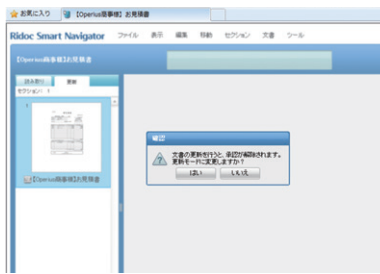 お気に入り 【Operius商事様】お見積書
Ridoc Smart Navigator ファイル 表示 編集 移動 セクション 文書 ツール
【Operius商事様】お見積書
読み取り 更新
セクション: 1
1
【Operius商事様】お見積書
確認
文書の更新を行うと、承認が解除されます。
更新モードに変更しますか？
はい いいえ